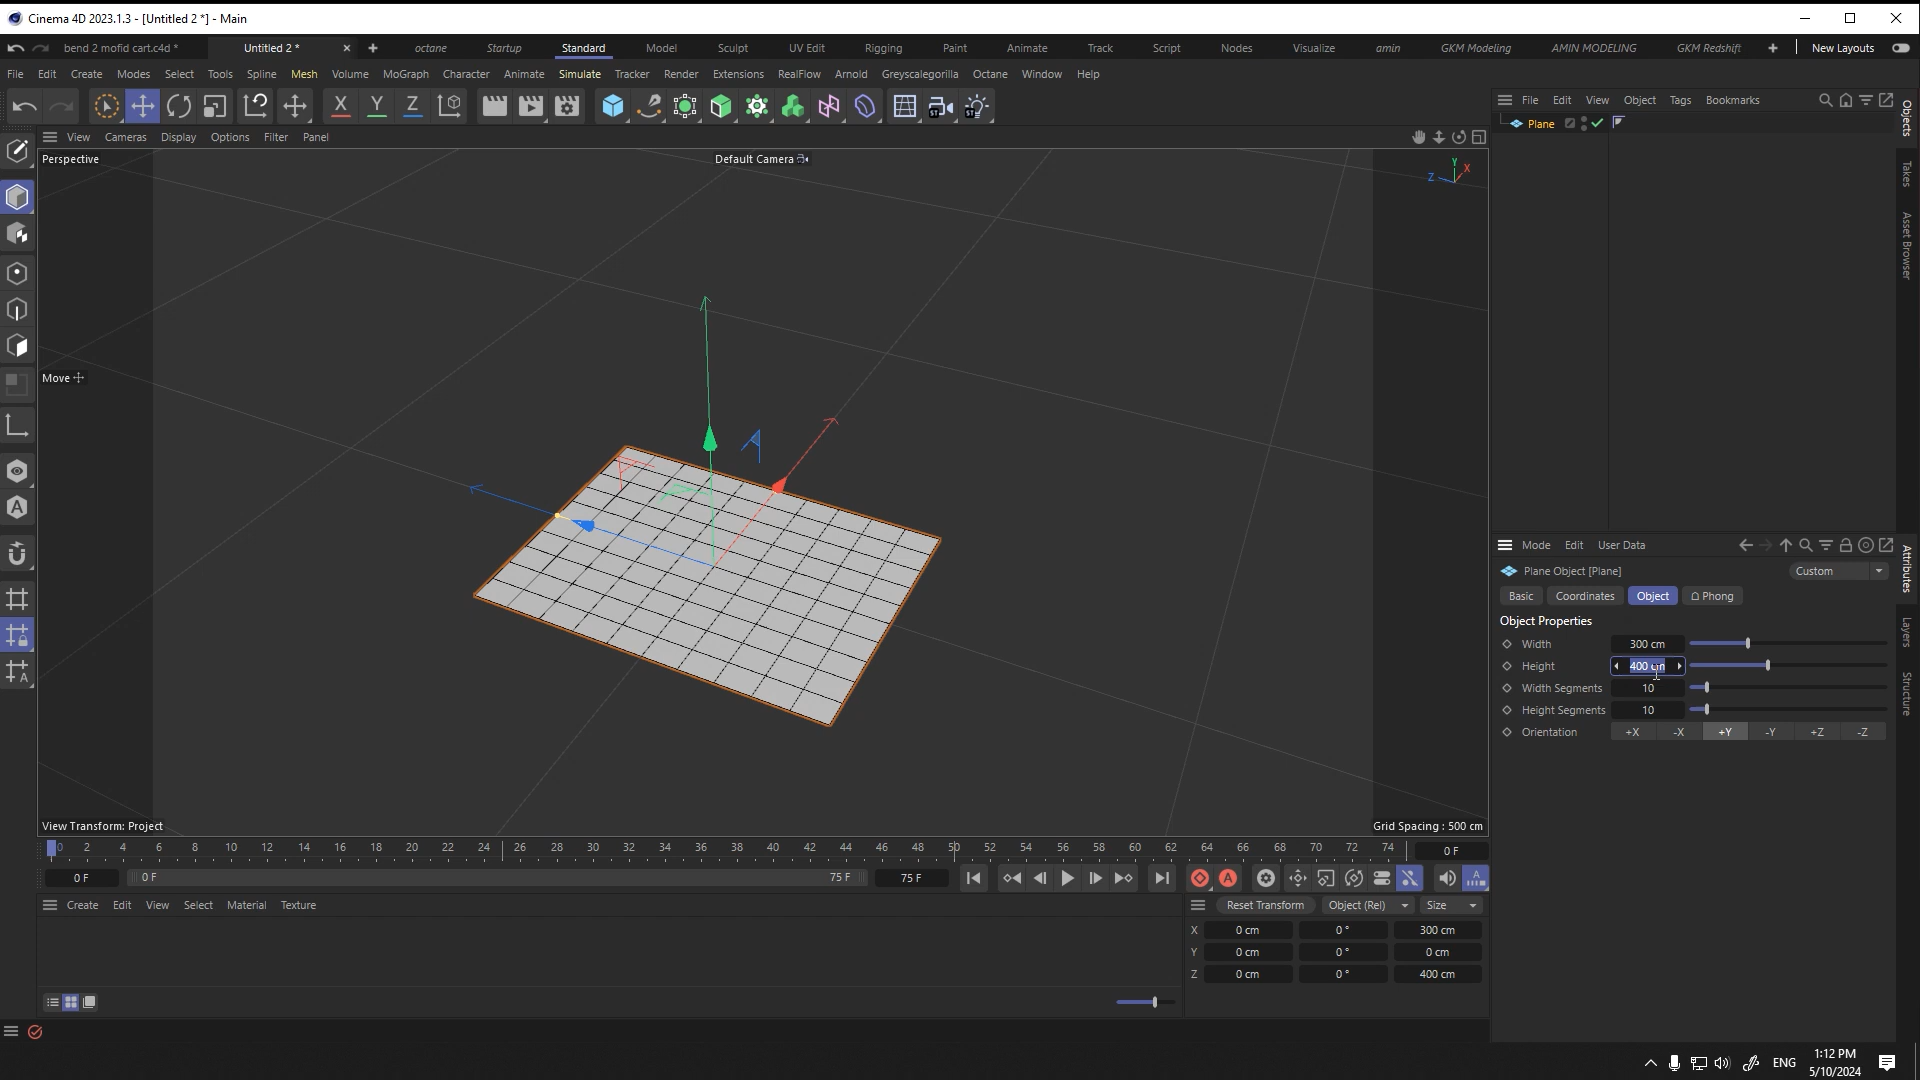 Cinema 4D 2023.1.3 - [Untitled 2 *] - Main
bend 2 mofid cart.c4d * Untitled 2 * octane Startup Standard Model Sculpt UV Edit Rigging Paint Animate Track Script Nodes Visualize amin GKM Modeling AMIN MODELING GKM Redshift New Layouts
File Edit Create Modes Select Tools Spline Mesh Volume MoGraph Character Animate Simulate Tracker Render Extensions RealFlow Arnold Greyscalegorilla Octane Window Help
X Y Z ST ST
File Edit View Object Tags Bookmarks
Objects
Takes
Asset Browser
Plane
View Cameras Display Options Filter Panel
Perspective
Default Camera
Y X Z
Move
View Transform: Project
Grid Spacing : 500 cm
Mode Edit User Data
Attributes
Layers
Structure
Plane Object [Plane]
Custom
Basic Coordinates Object Phong
Object Properties
Width 300 cm
Height 400 cm
Width Segments 10
Height Segments 10
Orientation +X -X +Y -Y +Z -Z
0 2 4 6 8 10 12 14 16 18 20 22 24 26 28 30 32 34 36 38 40 42 44 46 48 50 52 54 56 58 60 62 64 66 68 70 72 74 0 F
0 F 0 F 75 F 75 F
Create Edit View Select Material Texture
Reset Transform Object (Rel) Size
X 0 cm 0 ° 300 cm
Y 0 cm 0 ° 0 cm
Z 0 cm 0 ° 400 cm
ENG
1:12 PM
5/10/2024